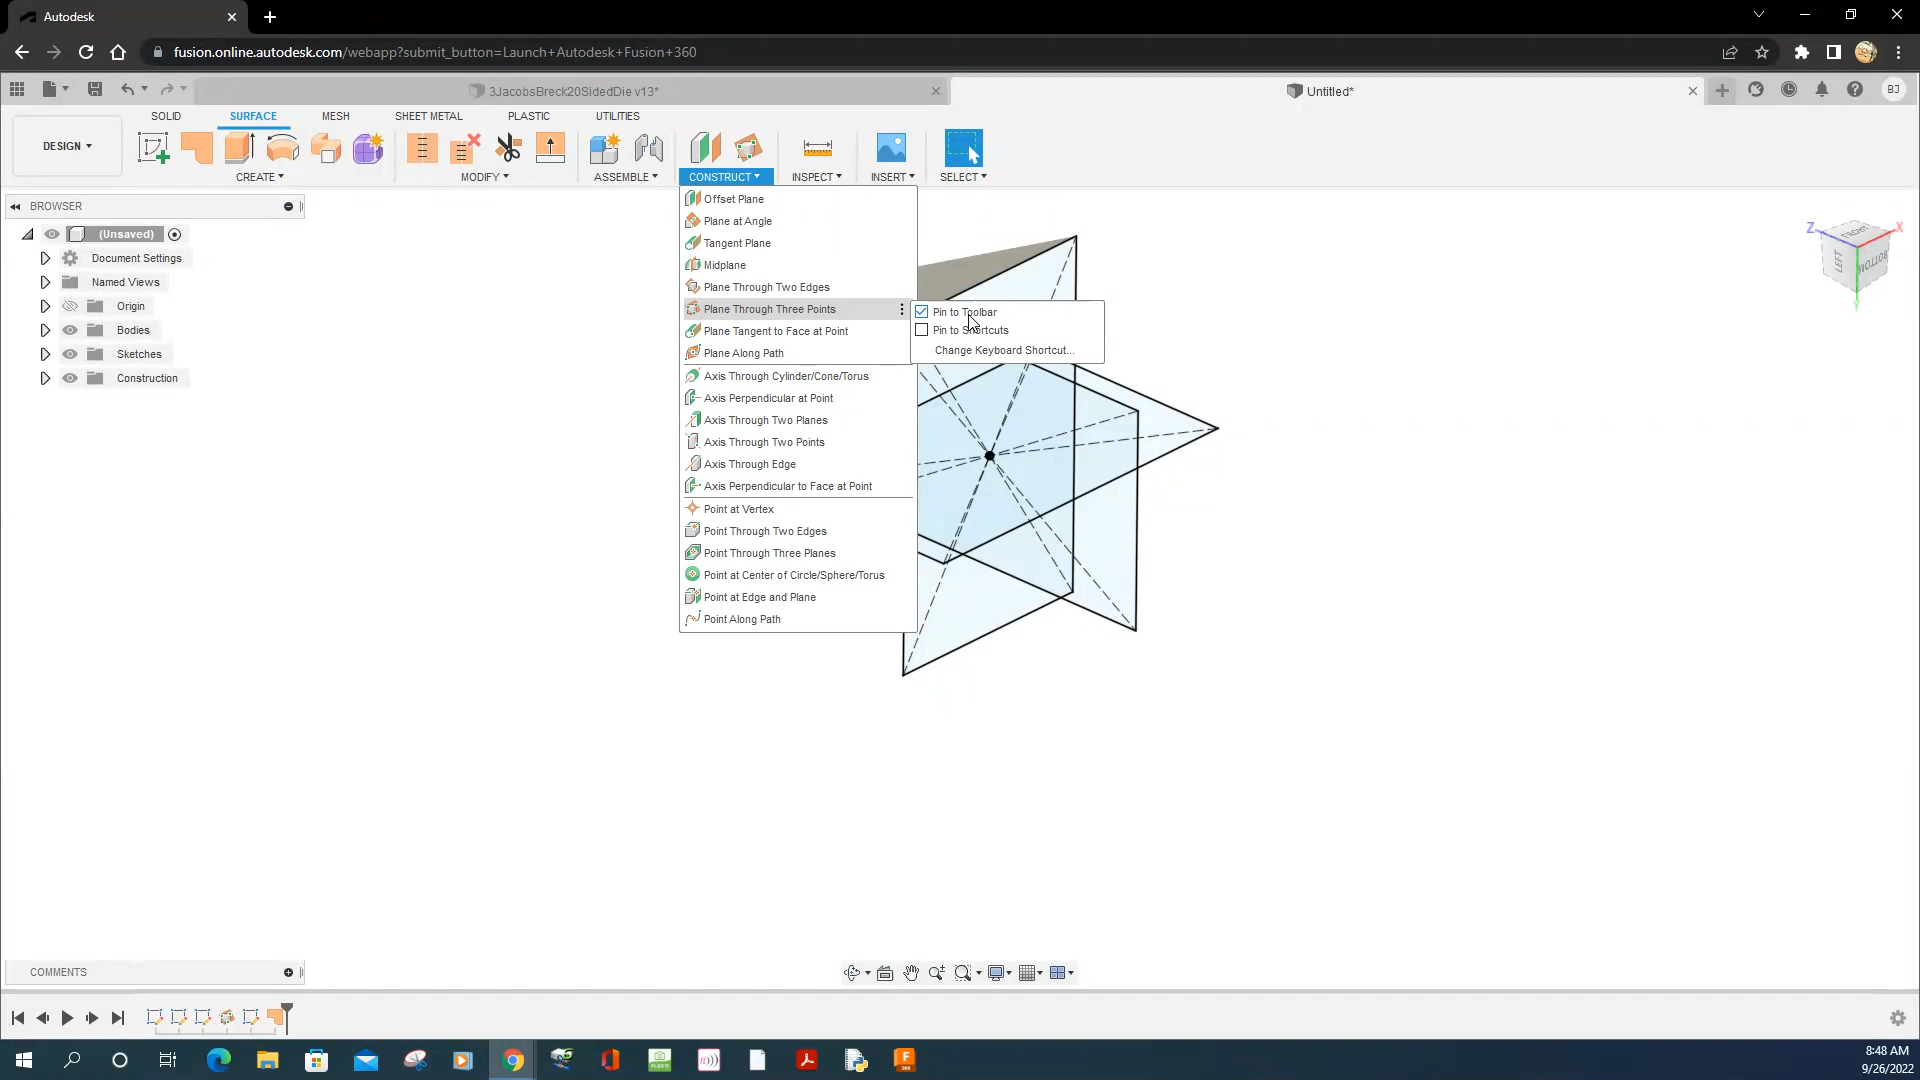 Autodesk
fusion.online.autodesk.com/webapp?submit_button=Launch+Autodesk+Fusion+360
3JacobsBreck20SidedDie v13*
Untitled*
BJ
SOLID SURFACE MESH SHEET METAL PLASTIC UTILITIES
DESIGN
CREATE MODIFY ASSEMBLE CONSTRUCT INSPECT INSERT SELECT
BROWSER
(Unsaved)
Document Settings
Named Views
Origin
Bodies
Sketches
Construction
Offset Plane
Plane at Angle
Tangent Plane
Midplane
Plane Through Two Edges
Plane Through Three Points
Plane Tangent to Face at Point
Plane Along Path
Axis Through Cylinder/Cone/Torus
Axis Perpendicular at Point
Axis Through Two Planes
Axis Through Two Points
Axis Through Edge
Axis Perpendicular to Face at Point
Point at Vertex
Point Through Two Edges
Point Through Three Planes
Point at Center of Circle/Sphere/Torus
Point at Edge and Plane
Point Along Path
Pin to Toolbar
Pin to Shortcuts
Change Keyboard Shortcut...
Z X
FRONT
LEFT
BOTTOM
Y
COMMENTS
8:48 AM
9/26/2022